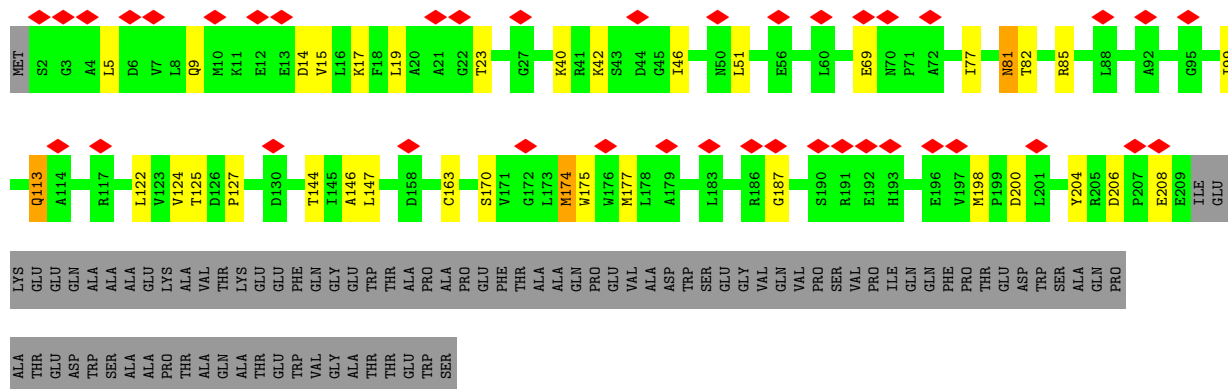 MET S2 G3 A4 L5 D6 V7 L8 Q9 M10 K11 E12 E13 D14 V15 L16 K17 F18 L19 A20 A21 G22 T23 G27 K40 R41 K42 S43 D44 G45 I46 N50 L51 E56 L60 E69 N70 P71 A72 I77 N81 T82 R85 L88 A92 G95
Q113 A114 R117 L122 V123 V124 T125 D126 P127 D130 T144 I145 A146 L147 D158 C163 S170 V171 G172 L173 M174 W175 W176 M177 L178 A179 L183 R186 G187 S190 R191 E192 H193 E196 V197 M198 P199 D200 L201 Y204 R205 D206 P207 E208 E209 ILE GLU
LYS GLU GLU GLN ALA ALA ALA GLU LYS ALA VAL THR LYS GLU GLU PHE GLN GLY GLU TRP THR ALA PRO ALA PRO GLU PHE THR ALA ALA GLN PRO GLU VAL ALA ASP TRP SER GLU GLY VAL GLN VAL PRO SER VAL PRO ILE GLN GLN PHE PRO THR GLU ASP TRP SER ALA GLN PRO
ALA THR GLU ASP TRP SER ALA ALA PRO THR ALA GLN ALA THR GLU TRP VAL GLY ALA THR THR GLU TRP SER